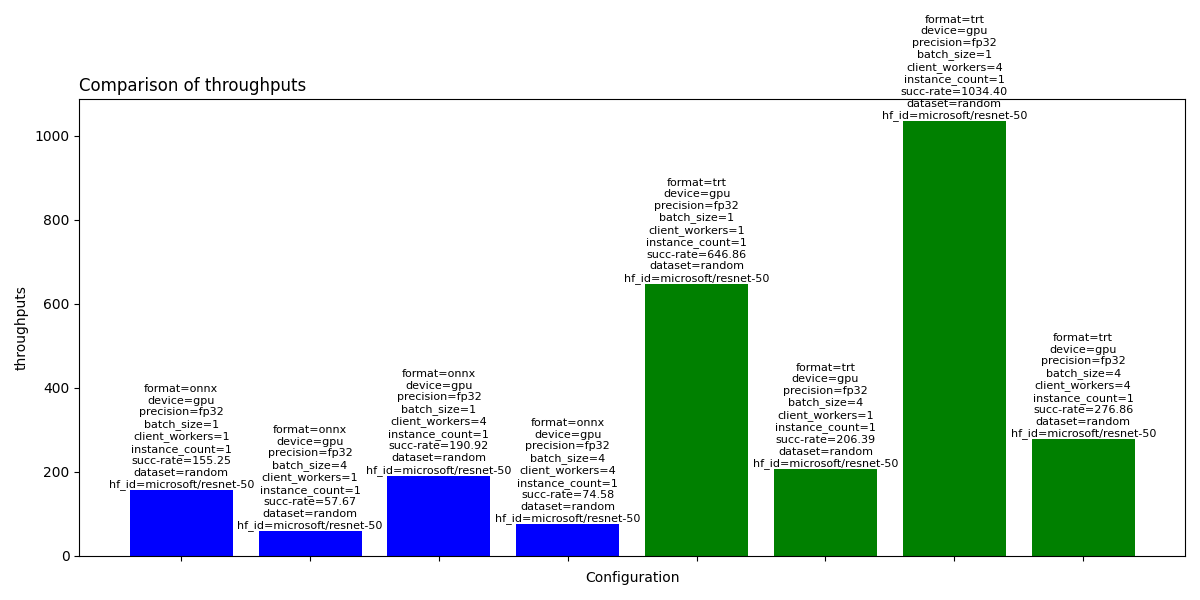 Comparison of throughputs
throughputs
1000
800
600
400
200
0
format=onnx
device=gpu
precision=fp32
batch_size=1
client_workers=1
instance_count=1
succ-rate=155.25
dataset=random
hf_id=microsoft/resnet-50
format=onnx
device=gpu
precision=fp32
batch_size=4
client_workers=1
instance_count=1
succ-rate=57.67
dataset=random
hf_id=microsoft/resnet-50
format=onnx
device=gpu
precision=fp32
batch_size=1
client_workers=4
instance_count=1
succ-rate=190.92
dataset=random
hf_id=microsoft/resnet-50
format=onnx
device=gpu
precision=fp32
batch_size=4
client_workers=4
instance_count=1
succ-rate=74.58
dataset=random
hf_id=microsoft/resnet-50
format=trt
device=gpu
precision=fp32
batch_size=1
client_workers=1
instance_count=1
succ-rate=646.86
dataset=random
hf_id=microsoft/resnet-50
format=trt
device=gpu
precision=fp32
batch_size=4
client_workers=1
instance_count=1
succ-rate=206.39
dataset=random
hf_id=microsoft/resnet-50
format=trt
device=gpu
precision=fp32
batch_size=1
client_workers=4
instance_count=1
succ-rate=1034.40
dataset=random
hf_id=microsoft/resnet-50
format=trt
device=gpu
precision=fp32
batch_size=4
client_workers=4
instance_count=1
succ-rate=276.86
dataset=random
hf_id=microsoft/resnet-50
Configuration